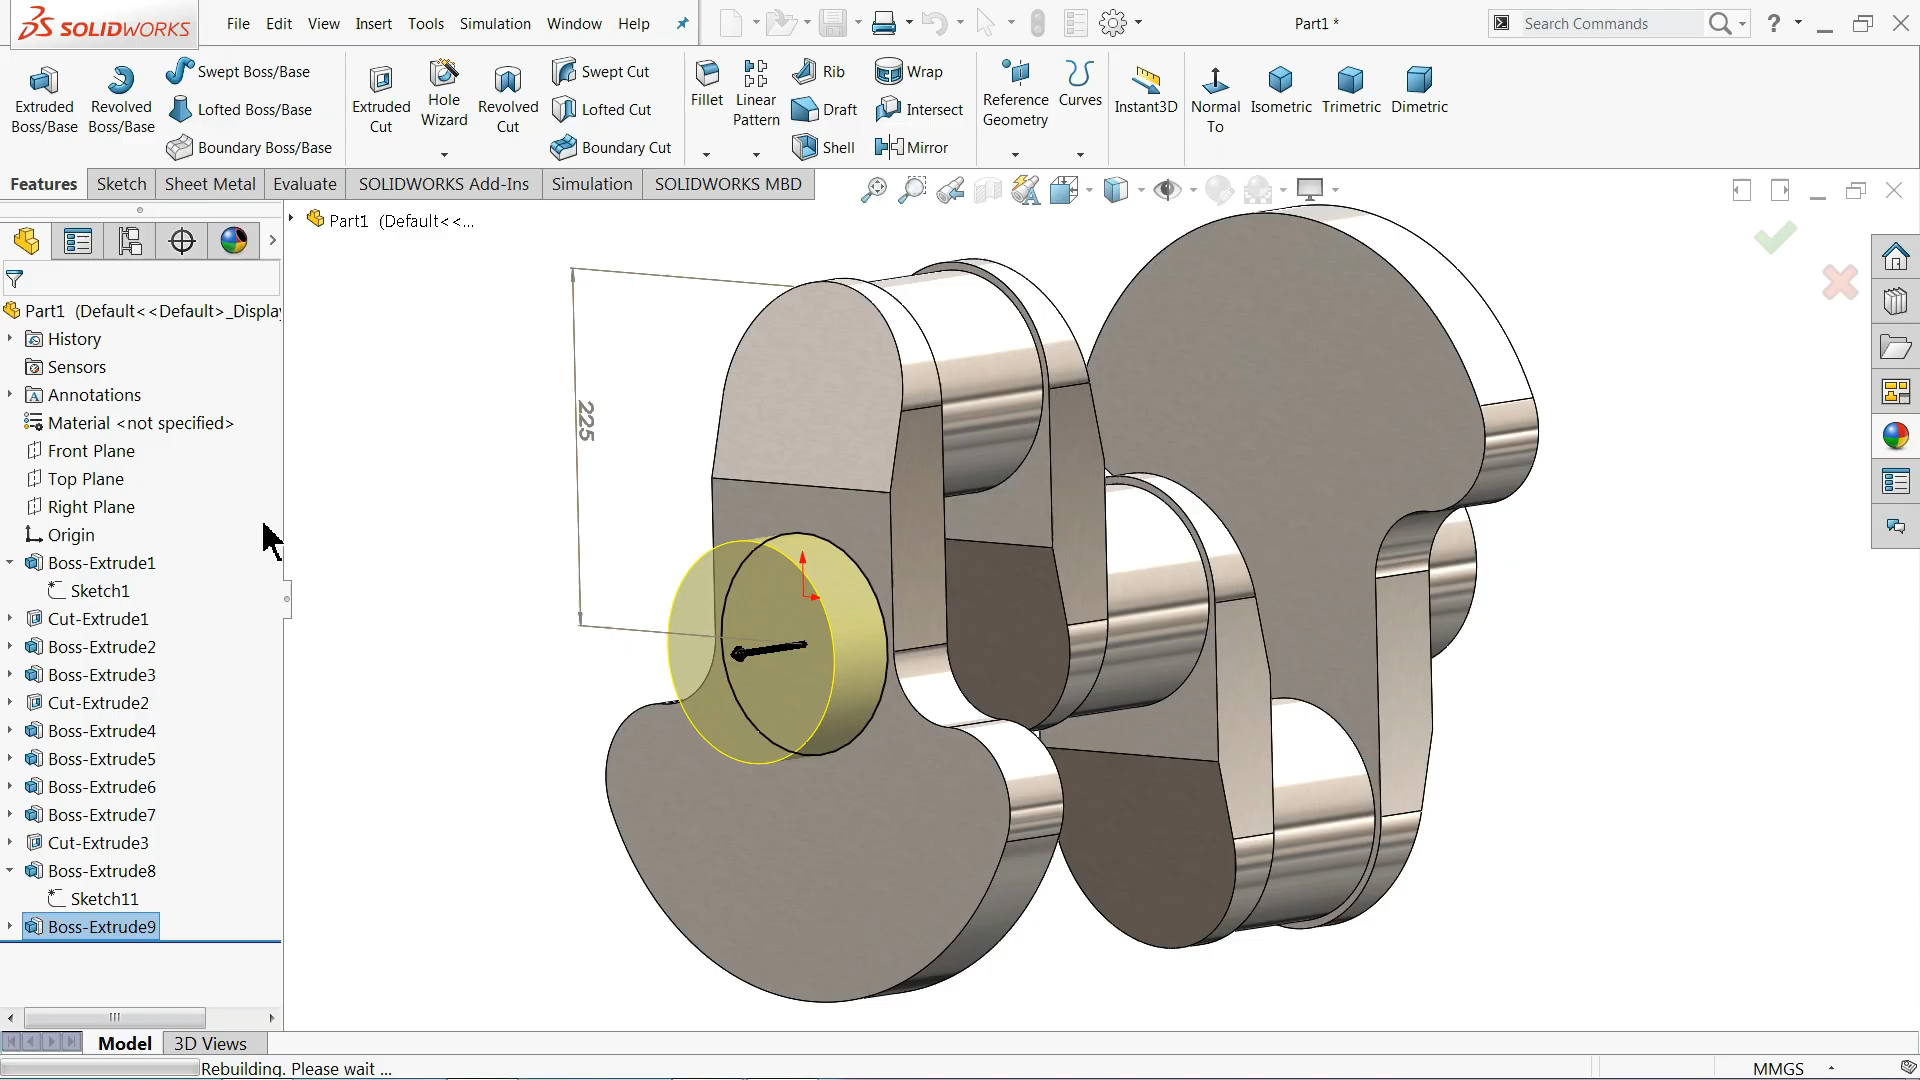 SOLIDWORKS
File Edit View Insert Tools Simulation Window Help
Part1 *
Search Commands
?
Extruded Boss/Base
Revolved Boss/Base
Swept Boss/Base
Lofted Boss/Base
Boundary Boss/Base
Extruded Cut
Hole Wizard
Revolved Cut
Swept Cut
Lofted Cut
Boundary Cut
Fillet
Linear Pattern
Rib
Draft
Shell
Wrap
Intersect
Mirror
Reference Geometry
Curves
Instant3D
Normal To
Isometric
Trimetric
Dimetric
Features Sketch Sheet Metal Evaluate SOLIDWORKS Add-Ins Simulation SOLIDWORKS MBD
Part1 (Default<<...
Part1 (Default<<Default>_Displa
History
Sensors
Annotations
Material <not specified>
Front Plane
Top Plane
Right Plane
Origin
Boss-Extrude1
Sketch1
Cut-Extrude1
Boss-Extrude2
Boss-Extrude3
Cut-Extrude2
Boss-Extrude4
Boss-Extrude5
Boss-Extrude6
Boss-Extrude7
Cut-Extrude3
Boss-Extrude8
Sketch11
Boss-Extrude9
225
Model 3D Views
Rebuilding. Please wait ...
MMGS